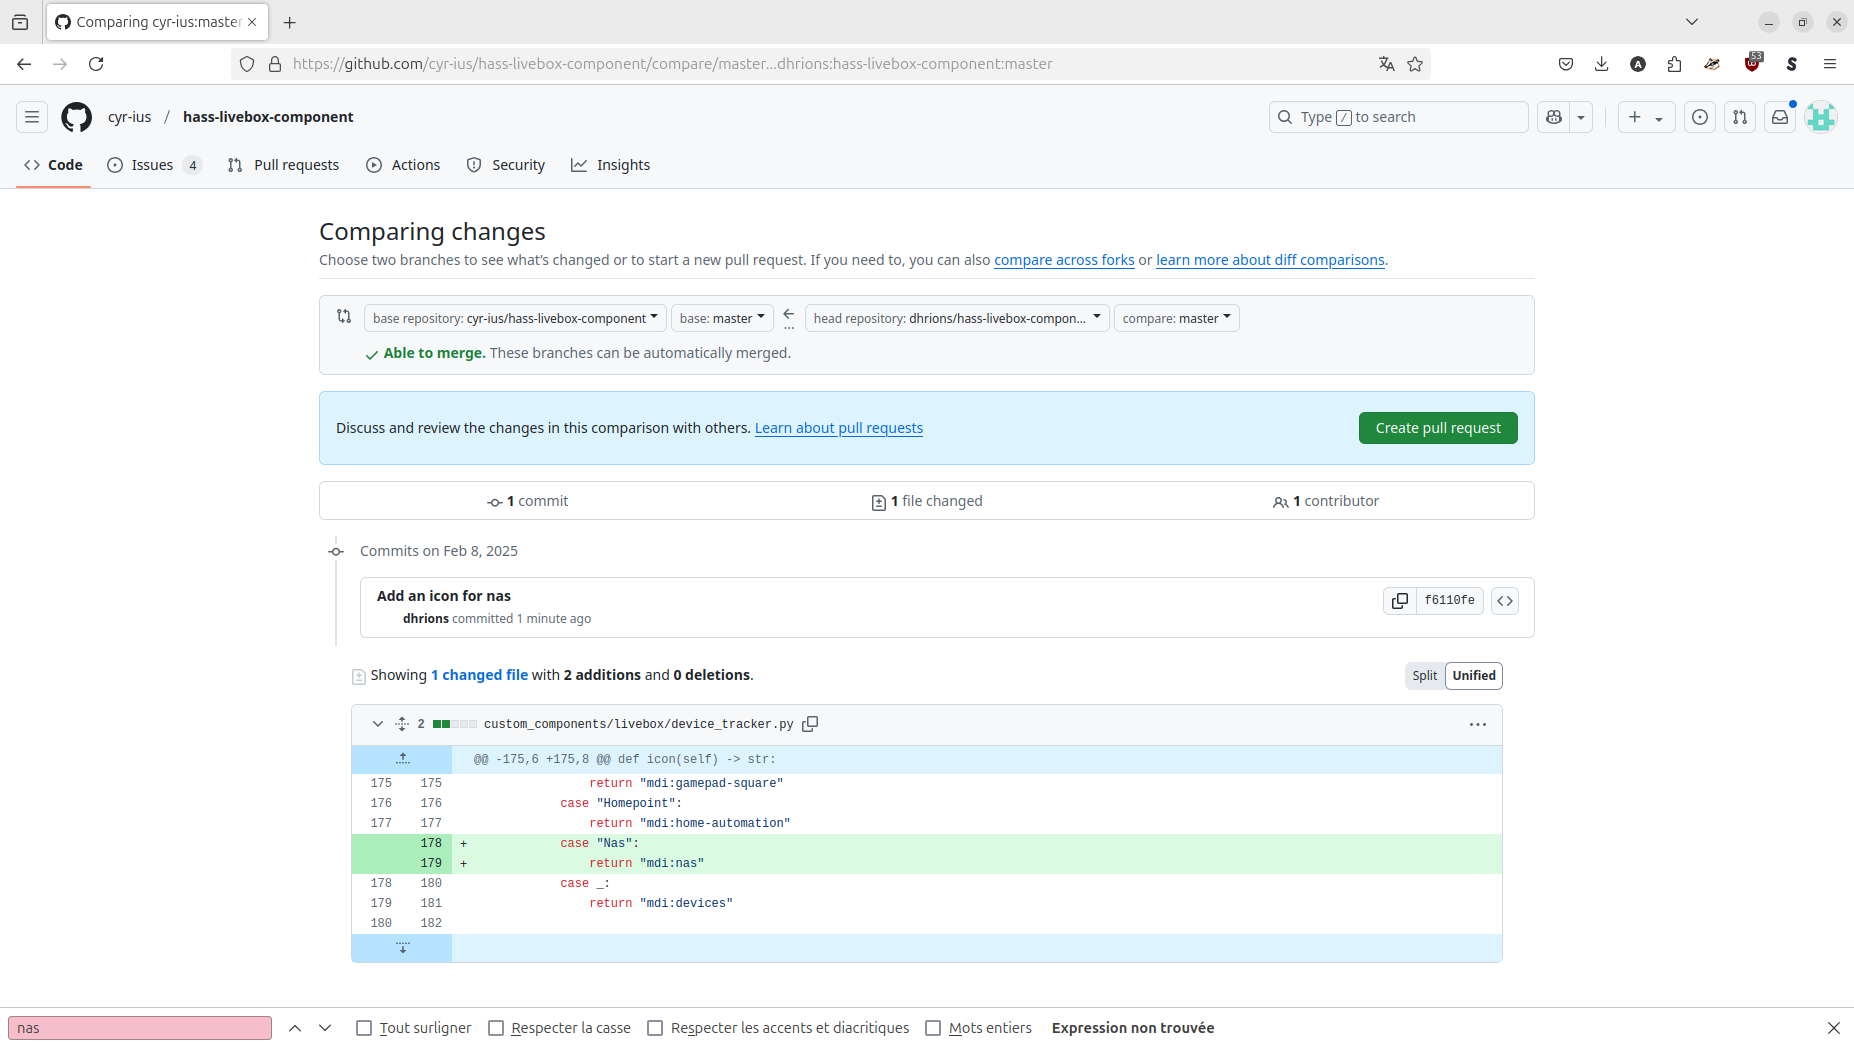 Comparing cyr-ius:master
https://github.com/cyr-ius/hass-livebox-component/compare/master...dhrions:hass-livebox-component:master
53
A
S
cyr-ius / hass-livebox-component
Type / to search
Code
Issues 4
Pull requests
Actions
Security
Insights
Comparing changes
Choose two branches to see what's changed or to start a new pull request. If you need to, you can also compare across forks or learn more about diff comparisons.
base repository: cyr-ius/hass-livebox-component base: master ... head repository: dhrions/hass-livebox-compon... compare: master
Able to merge. These branches can be automatically merged.
Discuss and review the changes in this comparison with others. Learn about pull requests
Create pull request
1 commit
1 file changed
1 contributor
Commits on Feb 8, 2025
Add an icon for nas
dhrions committed 1 minute ago
f6110fe
Showing 1 changed file with 2 additions and 0 deletions.
Split Unified
2 custom_components/livebox/device_tracker.py
@@ -175,6 +175,8 @@ def icon(self) -> str:
175 175 return "mdi:gamepad-square"
176 176 case "Homepoint":
177 177 return "mdi:home-automation"
178 + case "Nas":
179 + return "mdi:nas"
178 180 case _:
179 181 return "mdi:devices"
180 182
nas
Tout surligner
Respecter la casse
Respecter les accents et diacritiques
Mots entiers
Expression non trouvée